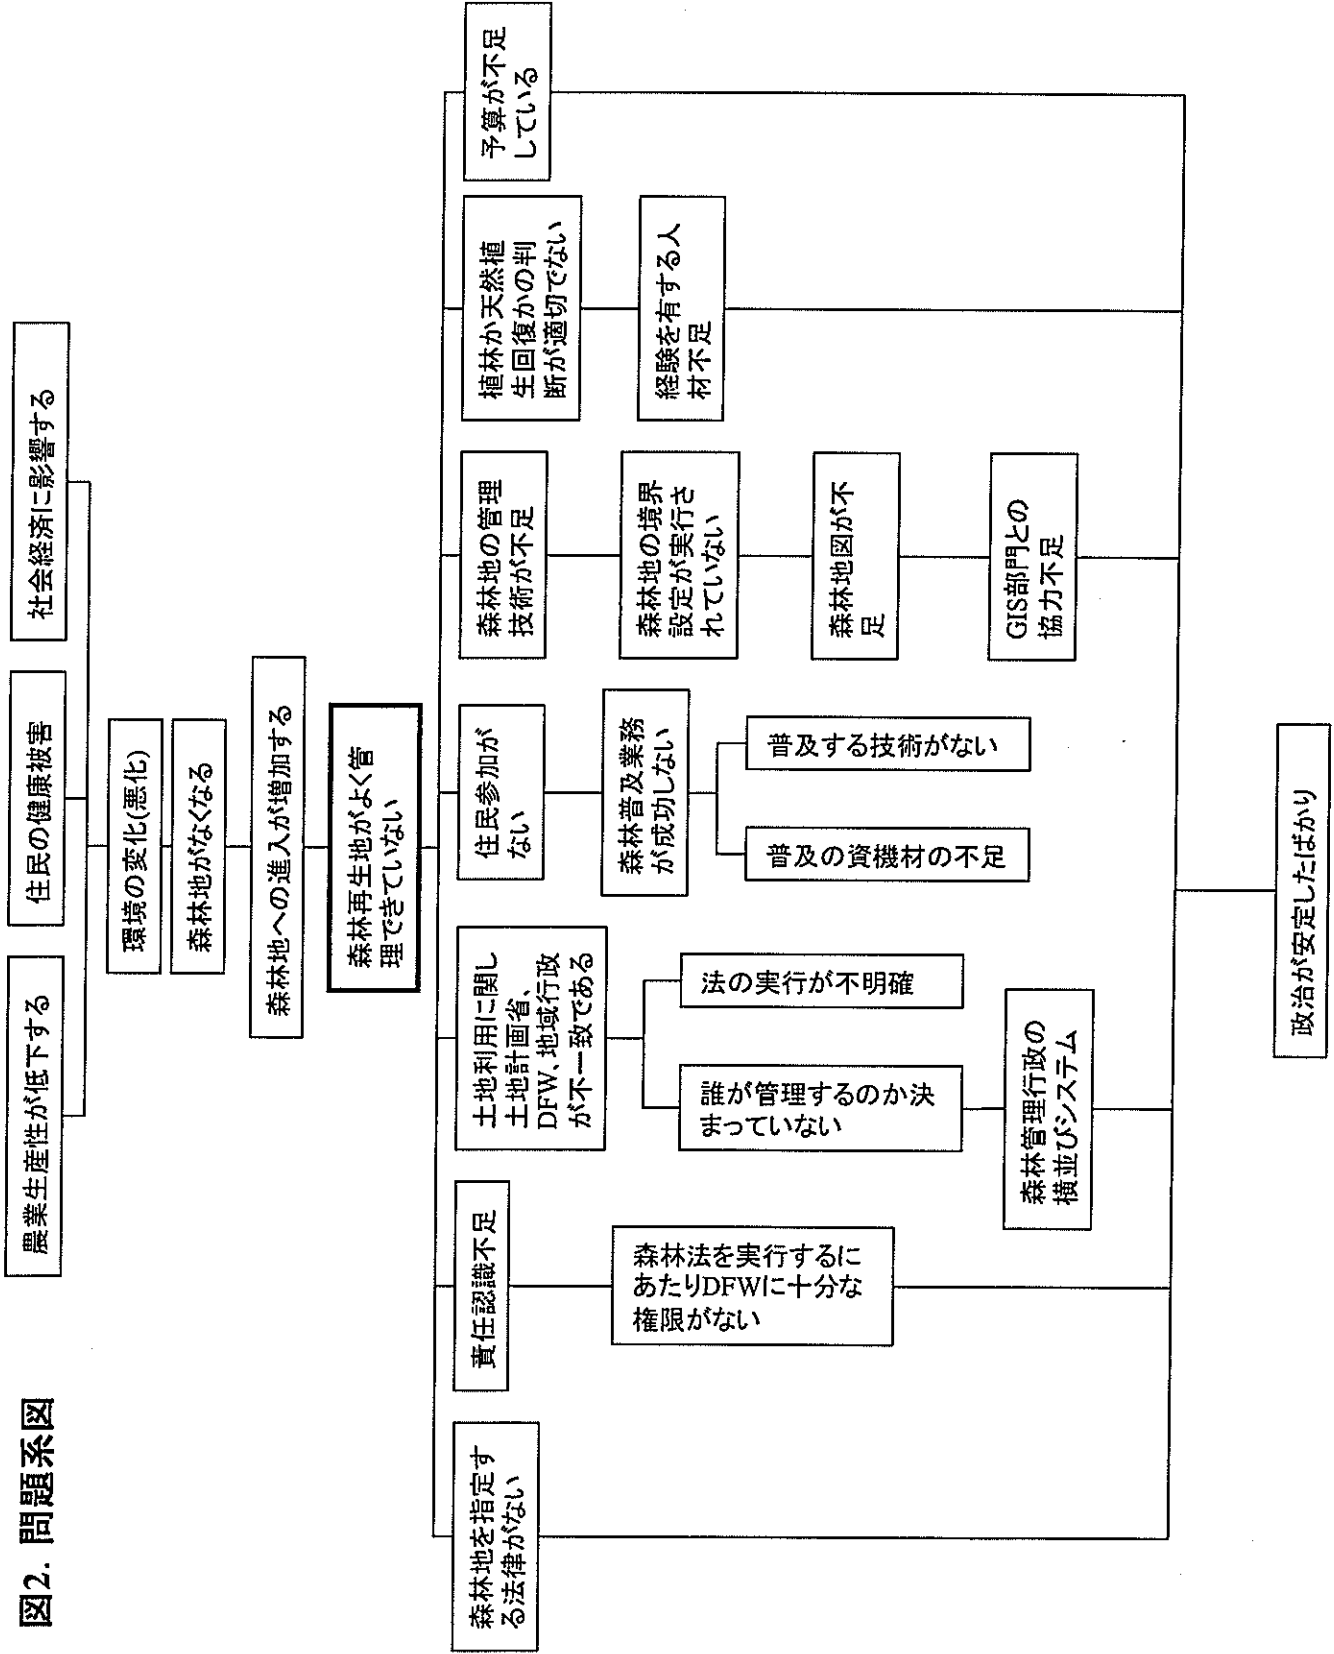 図2. 問題系図
農業生産性が低下する
住民の健康被害
社会経済に影響する
環境の変化(悪化)
森林地がなくなる
森林地への進入が増加する
森林再生地がよく管
理できていない
森林地を指定す
る法律がない
責任認識不足
土地利用に関し
土地計画省、
DFW、地域行政
が不一致である
住民参加が
ない
森林地の管理
技術が不足
植林か天然植
生回復かの判
断が適切でない
予算が不足
している
森林法を実行するに
あたりDFWに十分な
権限がない
誰が管理するのか決
まっていない
法の実行が不明確
森林管理行政の
横並びシステム
森林普及業務
が成功しない
普及の資機材の不足
普及する技術がない
森林地の境界
設定が実行さ
れていない
森林地図が不
足
GIS部門との
協力不足
経験を有する人
材不足
政治が安定したばかり